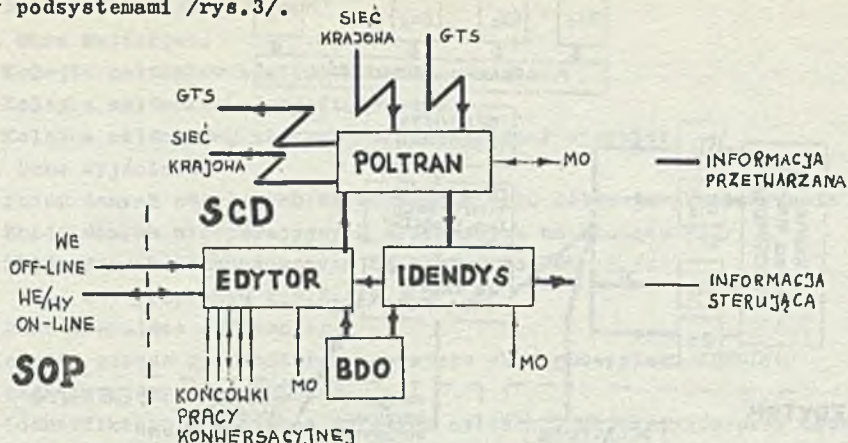 podsystemami /rys.3/.
SIEĆ
KRAJOWA
GTS
GTS
SIEĆ
KRAJOWA
POLTRAN
MO
INFORMACJA
PRZETWARZANA
SCD
WE
OFF-LINE
WE/WY
ON-LINE
EDYTOR
IDENDYS
INFORMACJA
STERUJĄCA
SOP
KOŃCÓWKI
PRACY
KONWERSACYJNEJ
MO
BDO
MO